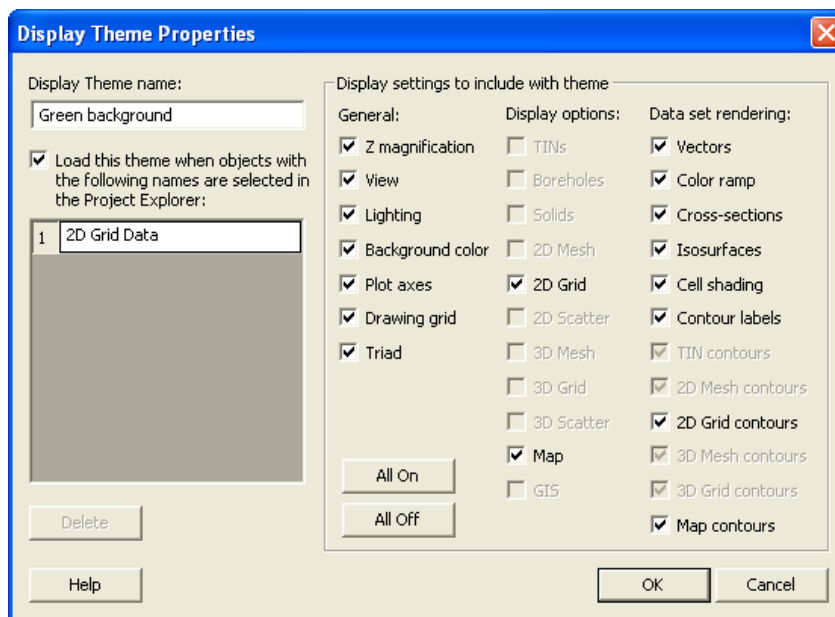 Display Theme Properties
Display Theme name:
Green background
Load this theme when objects with
the following names are selected in
the Project Explorer:
1 2D Grid Data
Delete
Help
Display settings to include with theme
General:
Z magnification
View
Lighting
Background color
Plot axes
Drawing grid
Triad
All On
All Off
Display options:
TINs
Boreholes
Solids
2D Mesh
2D Grid
2D Scatter
3D Mesh
3D Grid
3D Scatter
Map
GIS
Data set rendering:
Vectors
Color ramp
Cross-sections
Isosurfaces
Cell shading
Contour labels
TIN contours
2D Mesh contours
2D Grid contours
3D Mesh contours
3D Grid contours
Map contours
OK
Cancel